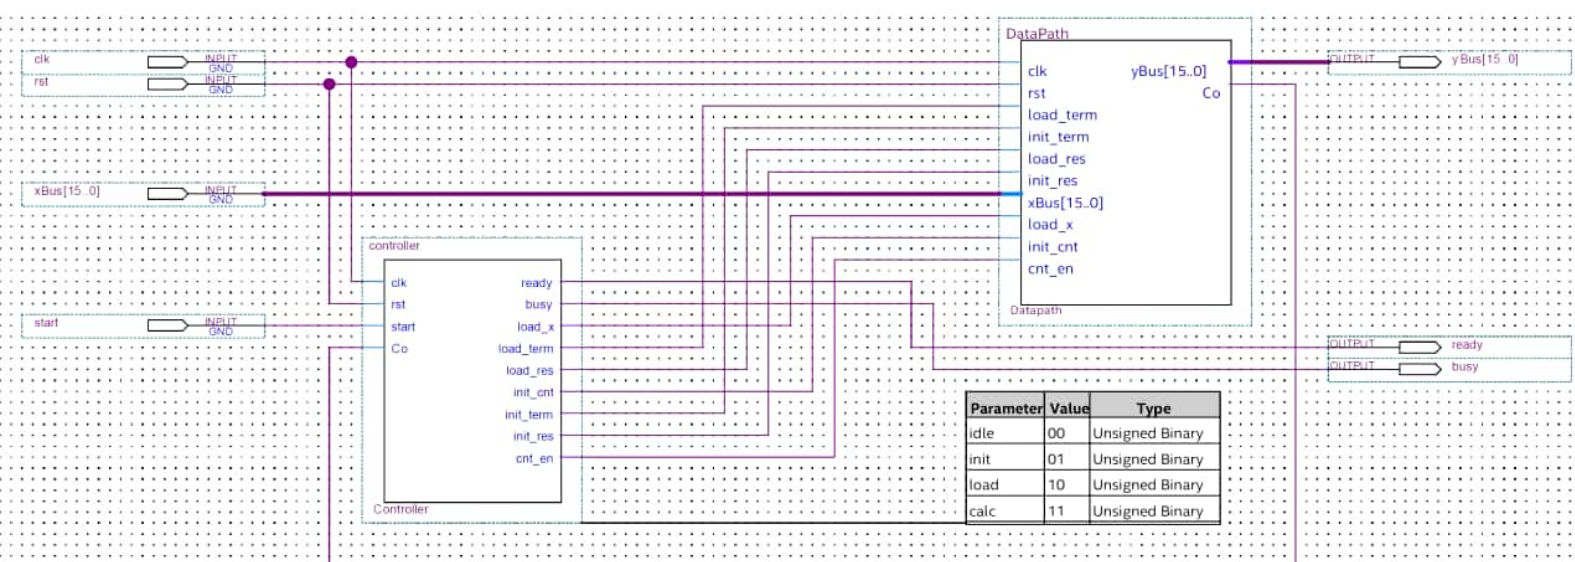 DataPath
clk INPUT GND
rst INPUT GND
xBus[15..0] INPUT GND
start INPUT GND
clk
rst
load_term
init_term
load_res
init_res
xBus[15..0]
load_x
init_cnt
cnt_en
yBus[15..0]
Co
Datapath
OUTPUT yBus[15..0]
controller
clk
rst
start
Co
ready
busy
load_x
load_term
load_res
init_cnt
init_term
init_res
cnt_en
Controller
OUTPUT ready
OUTPUT busy
Parameter Value Type
idle 00 Unsigned Binary
init 01 Unsigned Binary
load 10 Unsigned Binary
calc 11 Unsigned Binary